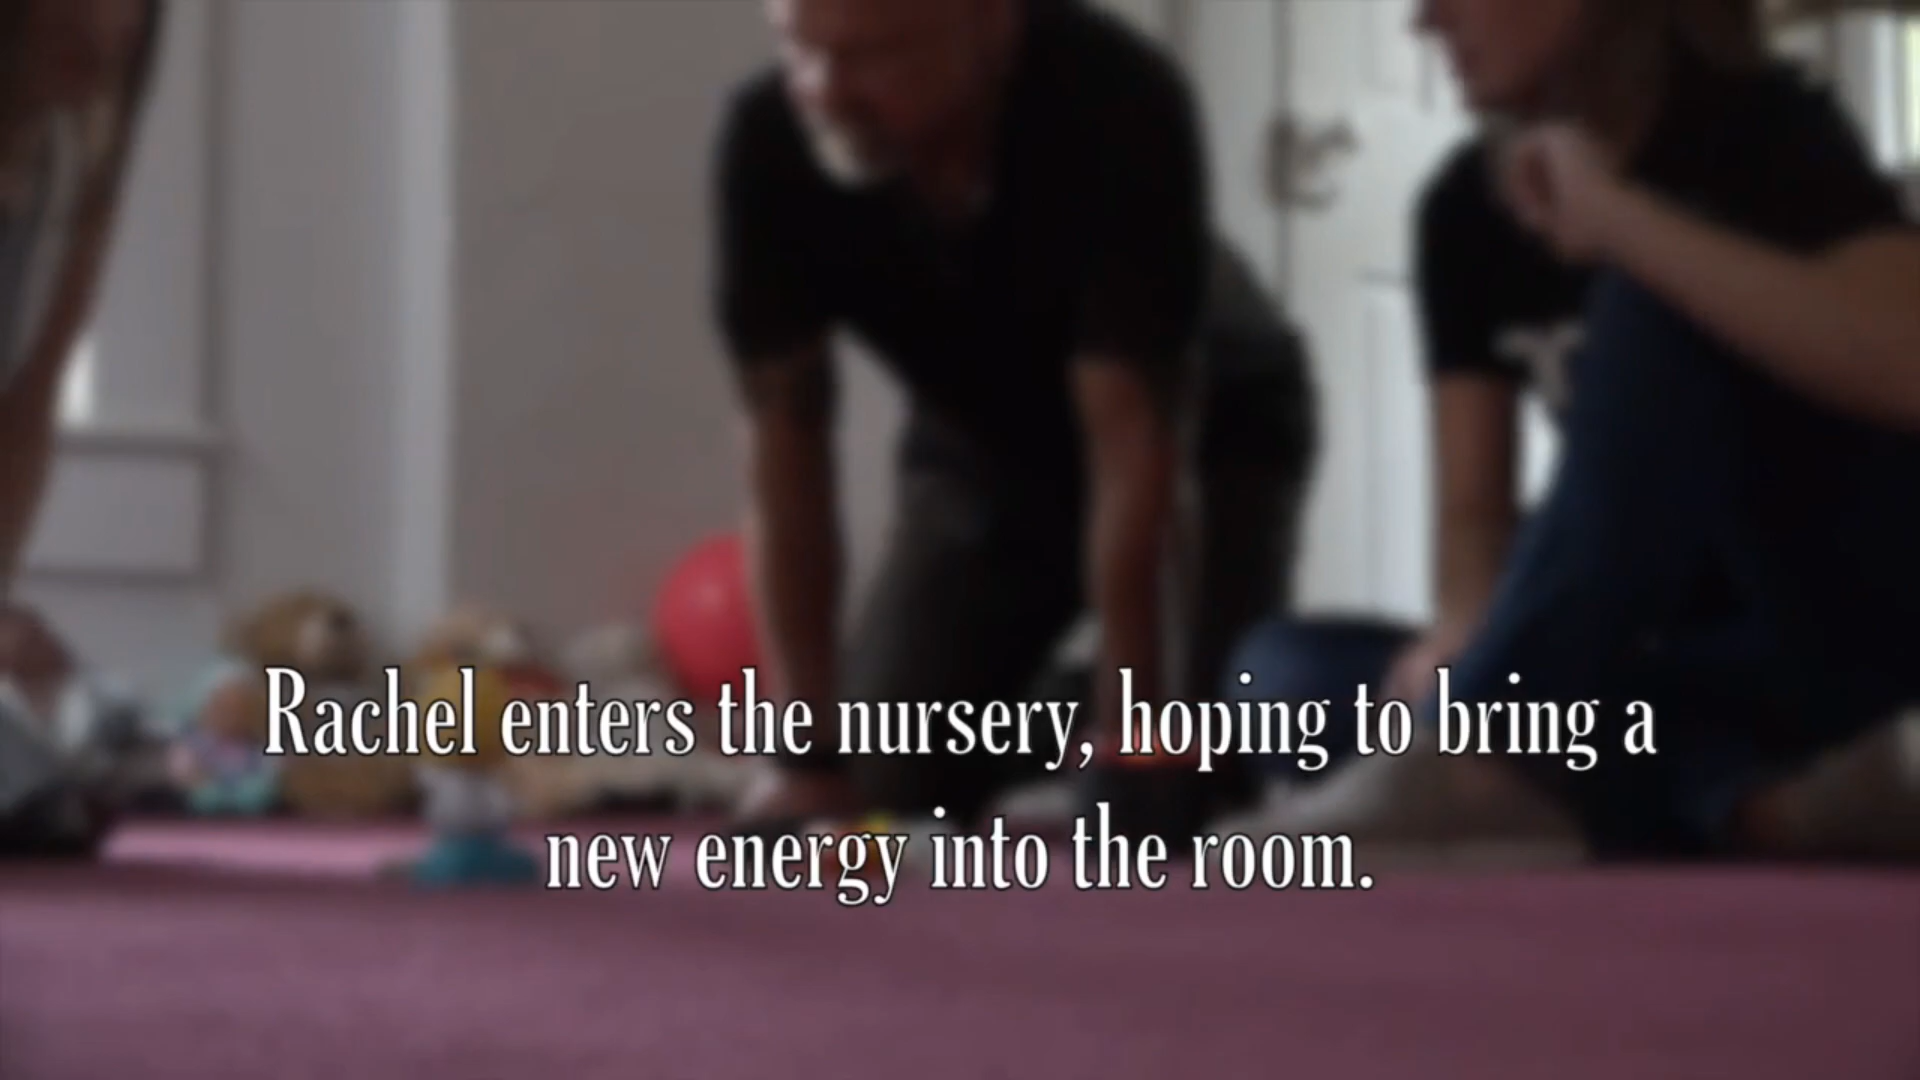 Rachel enters the nursery, hoping to bring a
new energy into the room.